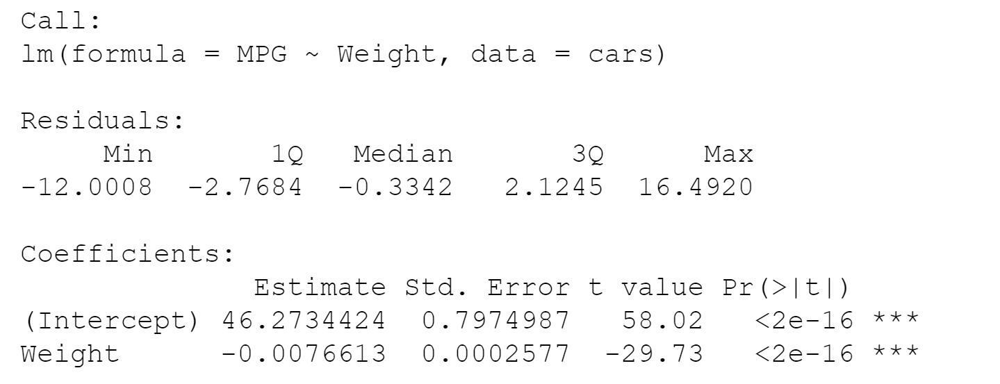 Call:
lm(formula = MPG ~ Weight, data = cars)
Residuals:
Min 1Q Median 3Q Max
-12.0008 -2.7684 -0.3342 2.1245 16.4920
Coefficients:
Estimate Std. Error t value Pr(>|t|)
(Intercept) 46.2734424 0.7974987 58.02 <2e-16 ***
Weight -0.0076613 0.0002577 -29.73 <2e-16 ***